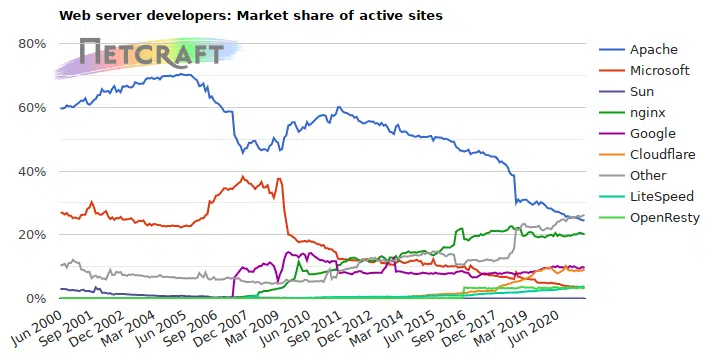 Web server developers: Market share of active sites
NETCRAFT
80%
60%
40%
20%
0%
Jun 2000
Sep 2001
Dec 2002
Mar 2004
Jun 2005
Sep 2006
Dec 2007
Mar 2009
Jun 2010
Sep 2011
Dec 2012
Mar 2014
Jun 2015
Sep 2016
Dec 2017
Mar 2019
Jun 2020
Apache
Microsoft
Sun
nginx
Google
Cloudflare
Other
LiteSpeed
OpenResty